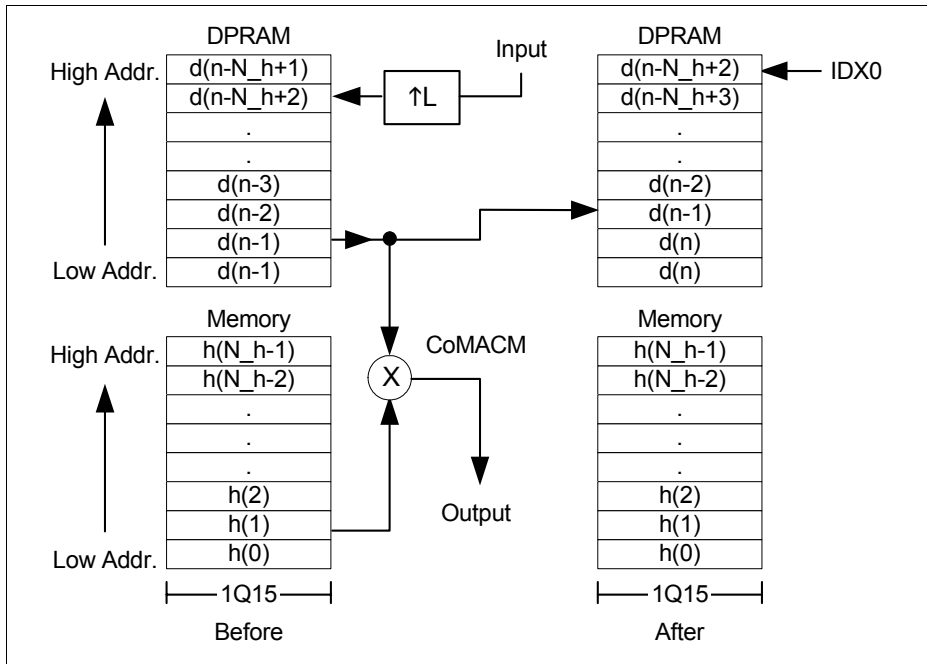 DPRAM
High Addr.
d(n-N_h+1)
d(n-N_h+2)
.
.
d(n-3)
d(n-2)
d(n-1)
d(n-1)
Low Addr.
Input
↑L
DPRAM
d(n-N_h+2)
d(n-N_h+3)
.
.
d(n-2)
d(n-1)
d(n)
d(n)
IDX0
Memory
High Addr.
h(N_h-1)
h(N_h-2)
.
.
.
h(2)
h(1)
h(0)
Low Addr.
1Q15
Before
CoMACM
X
Output
Memory
h(N_h-1)
h(N_h-2)
.
.
.
h(2)
h(1)
h(0)
1Q15
After